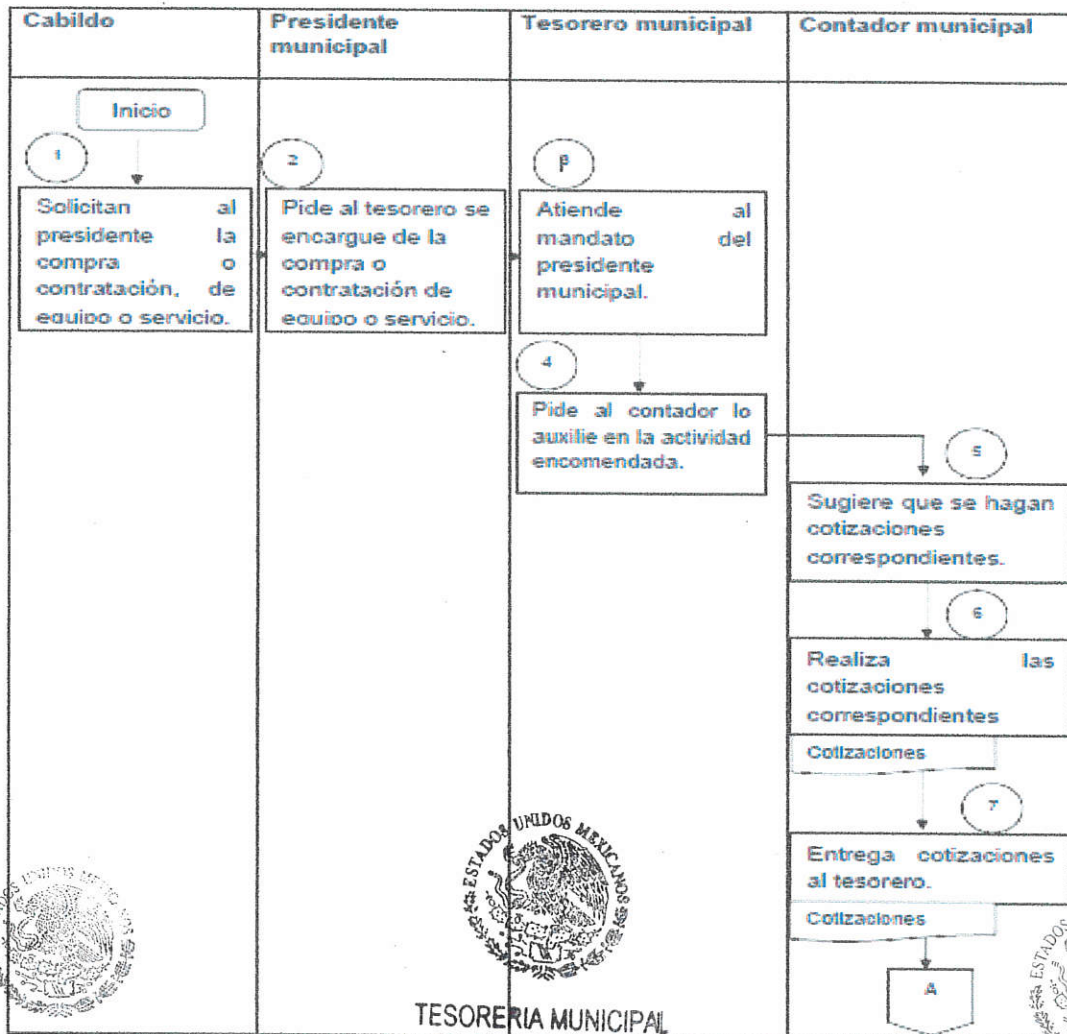 Cabildo
Presidente
municipal
Tesorero municipal
Contador municipal
Inicio
1
Solicitan al
presidente la
compra o
contratación, de
equipo o servicio.
2
Pide al tesorero se
encargue de la
compra o
contratación de
equipo o servicio.
β
Atiende al
mandato del
presidente
municipal.
4
Pide al contador lo
auxilie en la actividad
encomendada.
5
Sugiere que se hagan
cotizaciones
correspondientes.
6
Realiza las
cotizaciones
correspondientes
Cotizaciones
7
Entrega cotizaciones
al tesorero.
Cotizaciones
A
ESTADOS UNIDOS MEXICANOS
UNIDOS
ESTADOS
TESORERIA MUNICIPAL